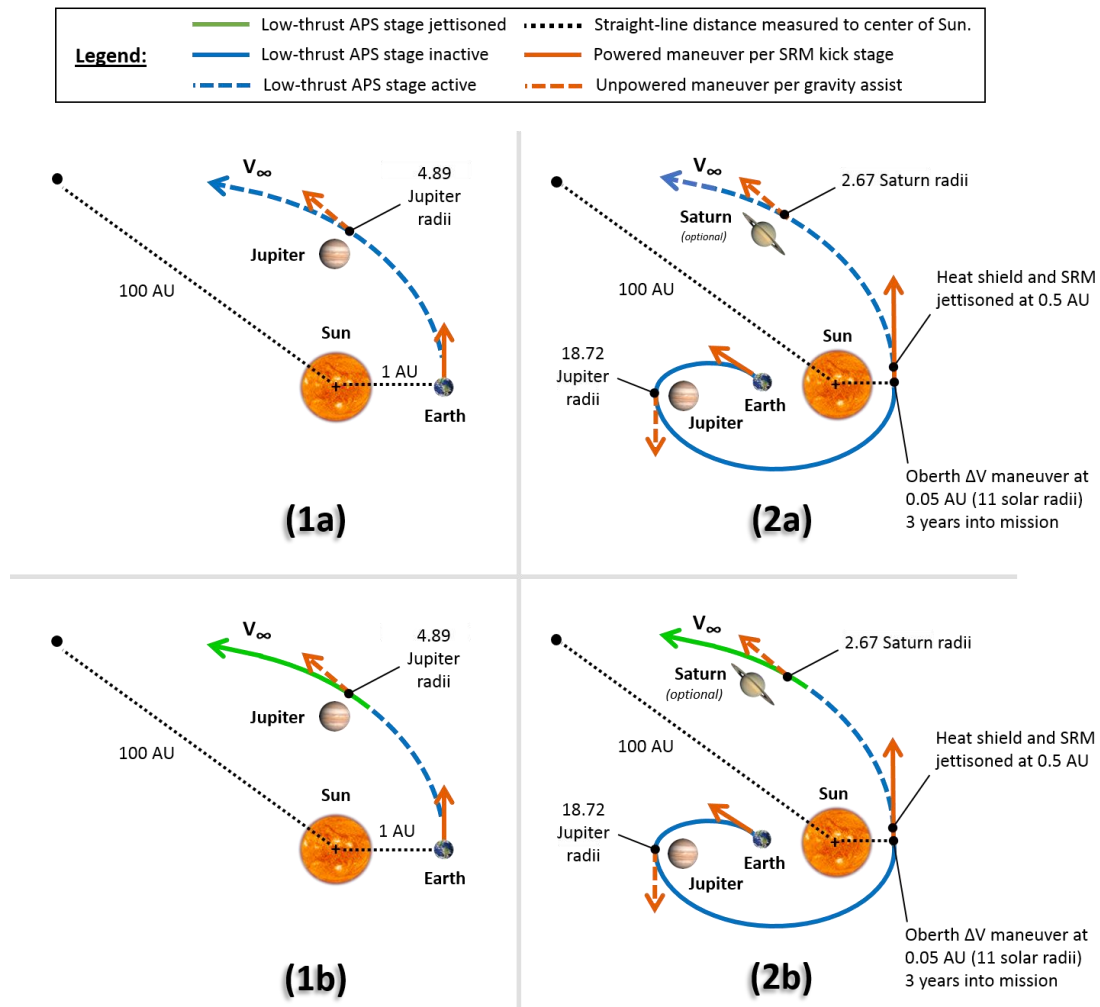 Legend:
Low-thrust APS stage jettisoned
Straight-line distance measured to center of Sun.
Low-thrust APS stage inactive
Powered maneuver per SRM kick stage
Low-thrust APS stage active
Unpowered maneuver per gravity assist
V∞
4.89
Jupiter
radii
Jupiter
100 AU
Sun
1 AU
Earth
(1a)
V∞
2.67 Saturn radii
Saturn
(optional)
100 AU
Heat shield and SRM
jettisoned at 0.5 AU
Sun
18.72
Jupiter
radii
Earth
Jupiter
Oberth ΔV maneuver at
0.05 AU (11 solar radii)
3 years into mission
(2a)
V∞
4.89
Jupiter
radii
Jupiter
100 AU
Sun
1 AU
Earth
(1b)
V∞
2.67 Saturn radii
Saturn
(optional)
100 AU
Heat shield and SRM
jettisoned at 0.5 AU
Sun
18.72
Jupiter
radii
Earth
Jupiter
Oberth ΔV maneuver at
0.05 AU (11 solar radii)
3 years into mission
(2b)